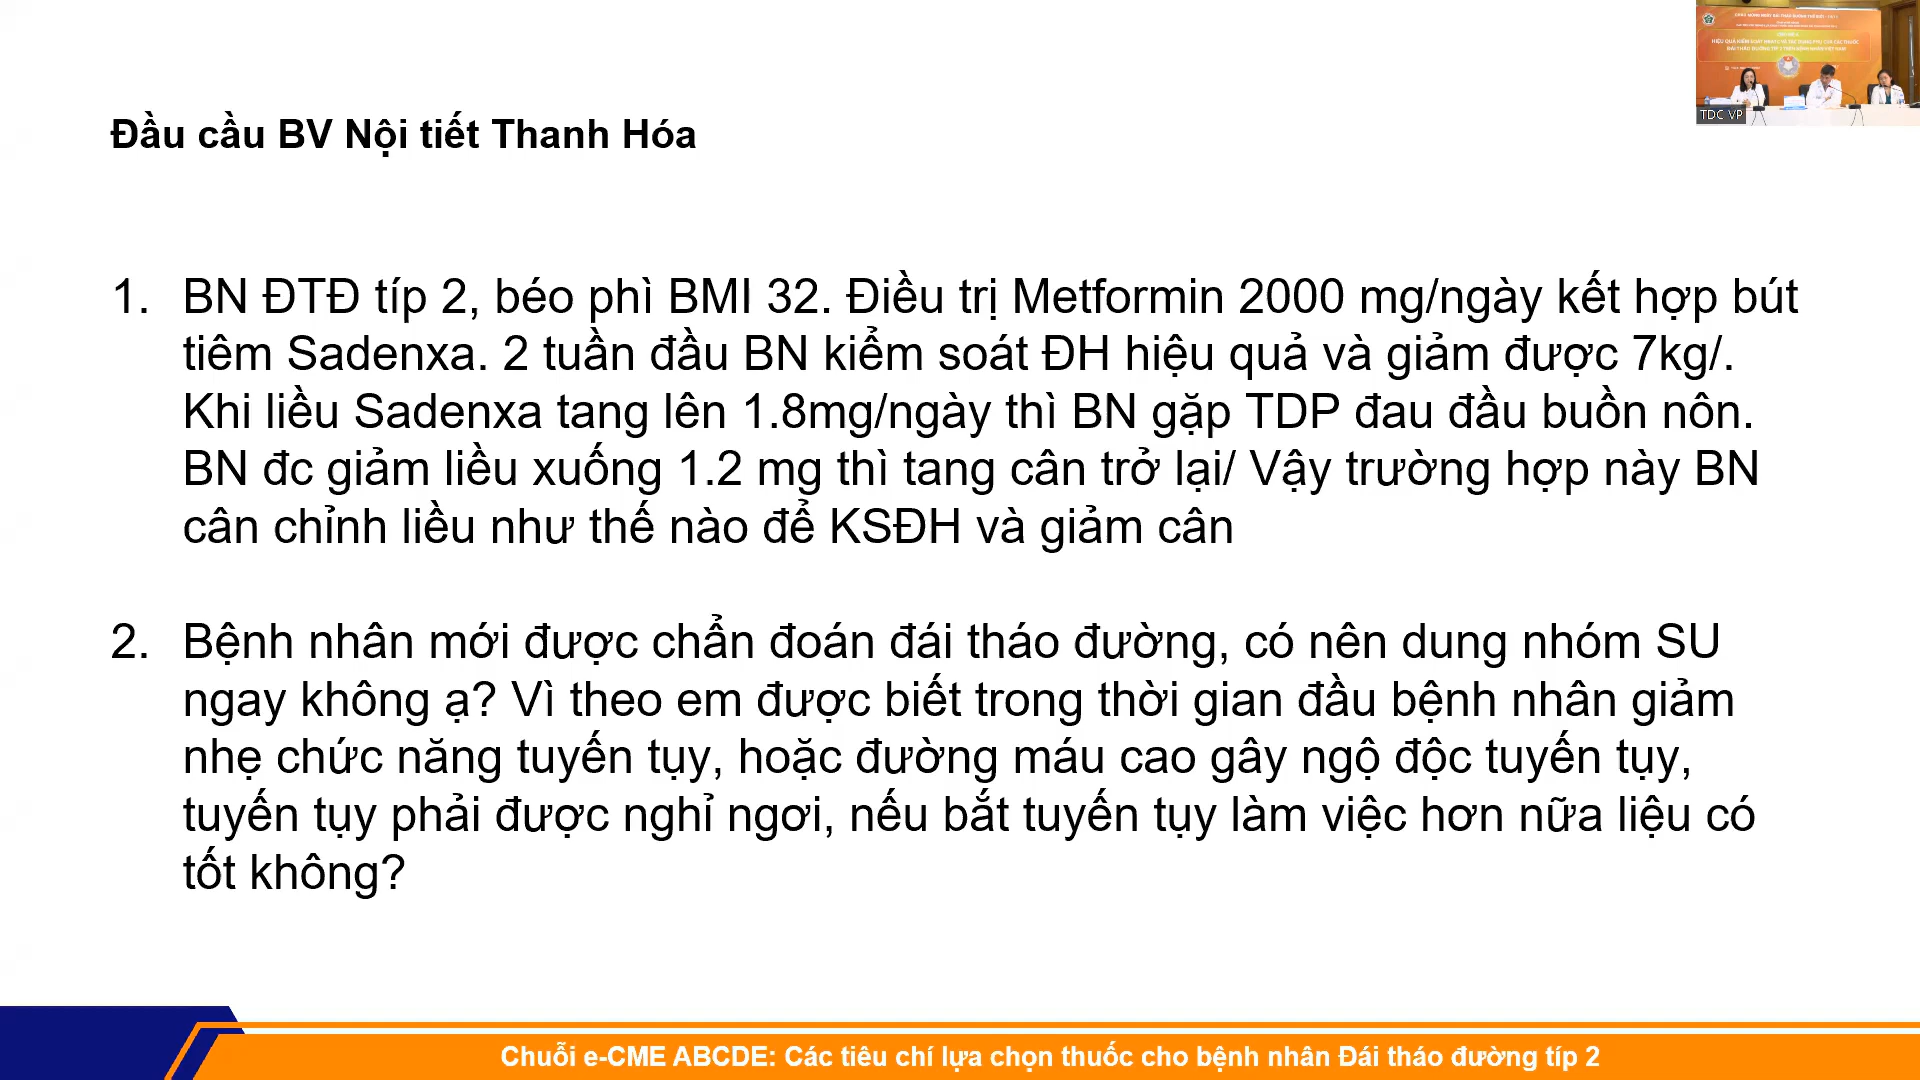 TDC VP
Đầu cầu BV Nội tiết Thanh Hóa
1. BN ĐTĐ típ 2, béo phì BMI 32. Điều trị Metformin 2000 mg/ngày kết hợp bút
tiêm Sadenxa. 2 tuần đầu BN kiểm soát ĐH hiệu quả và giảm được 7kg/.
Khi liều Sadenxa tang lên 1.8mg/ngày thì BN gặp TDP đau đầu buồn nôn.
BN đc giảm liều xuống 1.2 mg thì tang cân trở lại/ Vậy trường hợp này BN
cân chỉnh liều như thế nào để KSĐH và giảm cân
2. Bệnh nhân mới được chẩn đoán đái tháo đường, có nên dung nhóm SU
ngay không ạ? Vì theo em được biết trong thời gian đầu bệnh nhân giảm
nhẹ chức năng tuyến tụy, hoặc đường máu cao gây ngộ độc tuyến tụy,
tuyến tụy phải được nghỉ ngơi, nếu bắt tuyến tụy làm việc hơn nữa liệu có
tốt không?
Chuỗi e-CME ABCDE: Các tiêu chí lựa chọn thuốc cho bệnh nhân Đái tháo đường típ 2